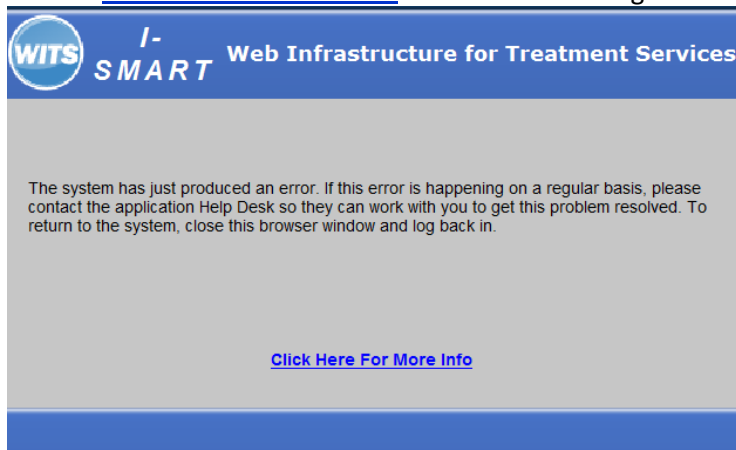 WITS
I-
SMART
Web Infrastructure for Treatment Services
The system has just produced an error. If this error is happening on a regular basis, please
contact the application Help Desk so they can work with you to get this problem resolved. To
return to the system, close this browser window and log back in.
Click Here For More Info